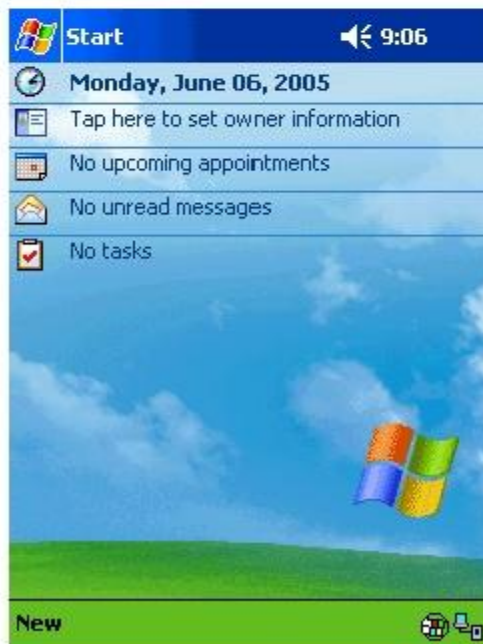 Start 9:06
Monday, June 06, 2005
Tap here to set owner information
No upcoming appointments
No unread messages
No tasks
New